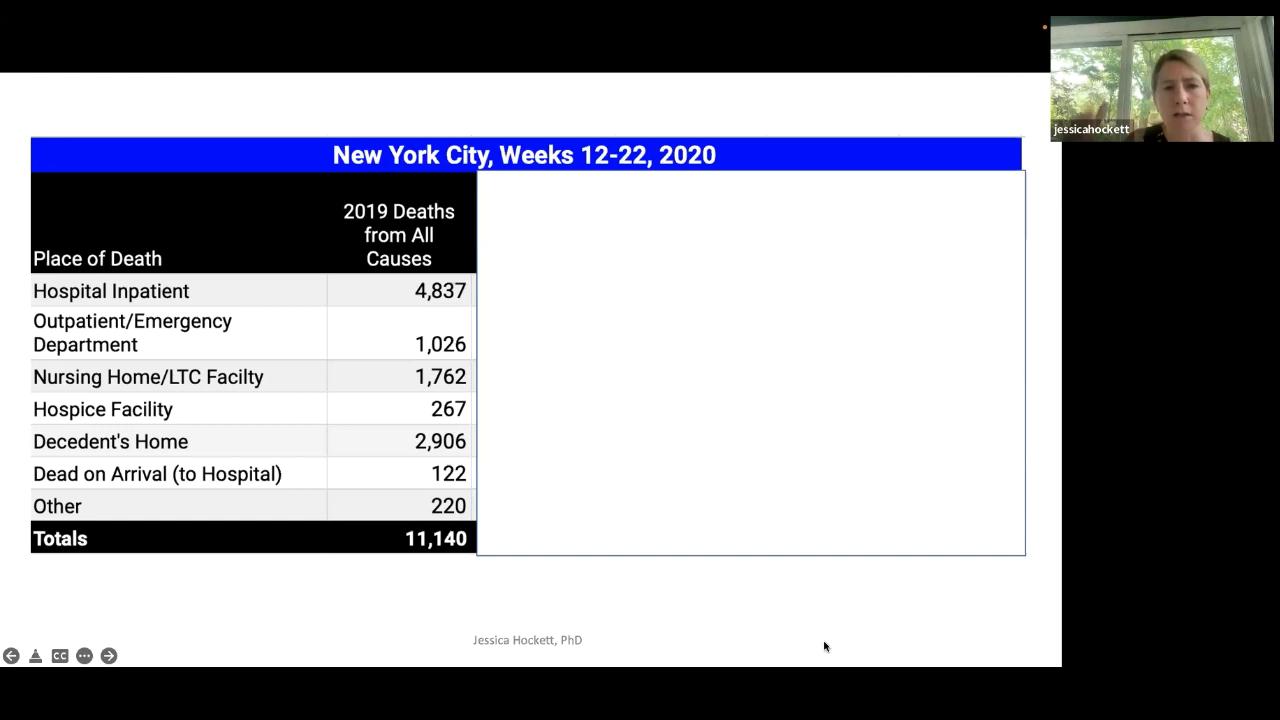 jessicahockett
New York City, Weeks 12-22, 2020
2019 Deaths
from All
Place of Death Causes
Hospital Inpatient 4,837
Outpatient/Emergency
Department 1,026
Nursing Home/LTC Facilty 1,762
Hospice Facility 267
Decedent's Home 2,906
Dead on Arrival (to Hospital) 122
Other 220
Totals 11,140
Jessica Hockett, PhD
CC